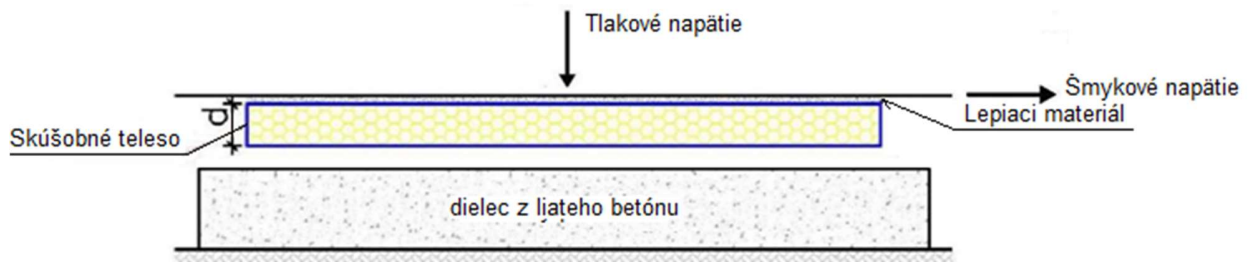 Tlakové napätie
Šmykové napätie
Lepiaci materiál
d
Skúšobné teleso
dielec z liateho betónu